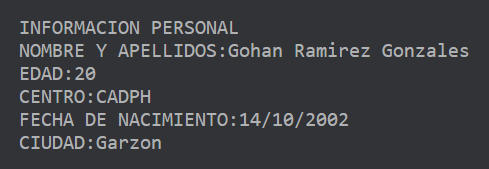 INFORMACION PERSONAL
NOMBRE Y APELLIDOS:Gohan Ramirez Gonzales
EDAD:20
CENTRO:CADPH
FECHA DE NACIMIENTO:14/10/2002
CIUDAD:Garzon